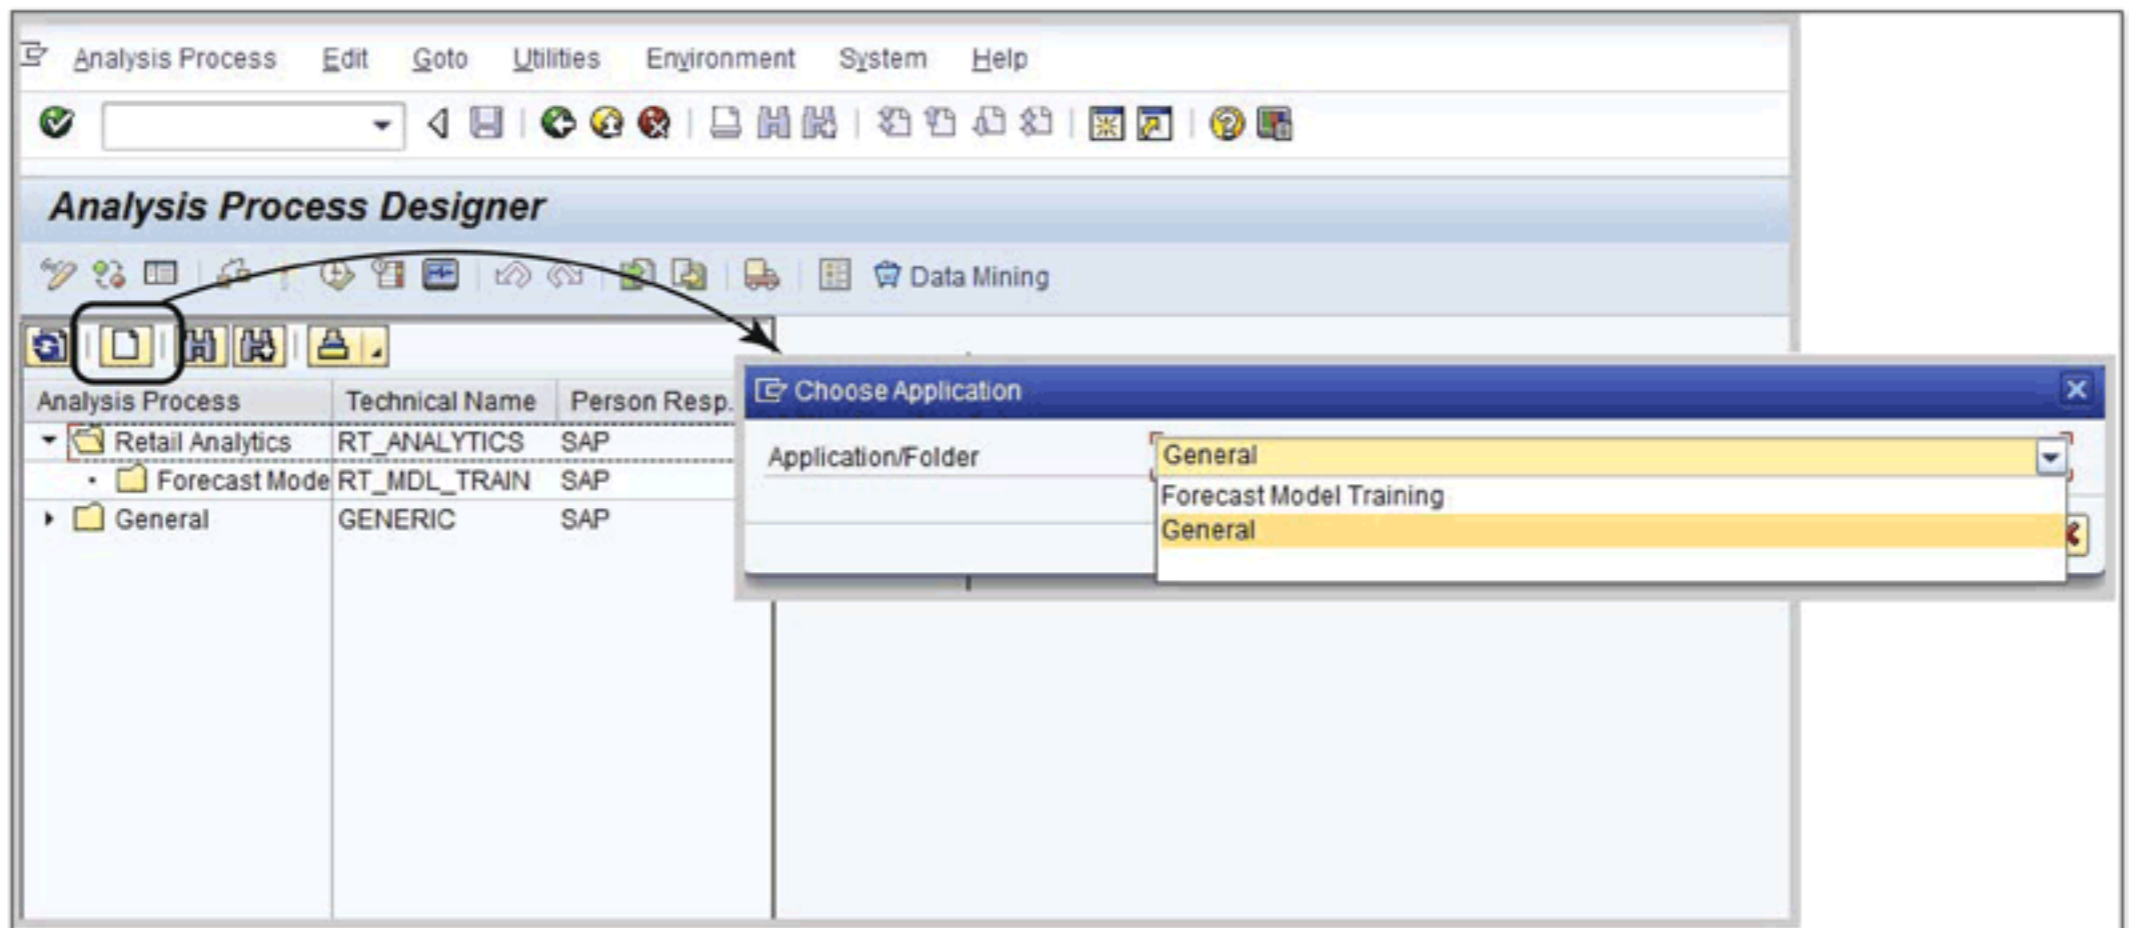 Analysis Process Edit Goto Utilities Environment System Help
Analysis Process Designer
Data Mining
Choose Application
Analysis Process Technical Name Person Resp.
Application/Folder General
Retail Analytics RT_ANALYTICS SAP
Forecast Mode RT_MDL_TRAIN SAP
Forecast Model Training
General GENERIC SAP
General